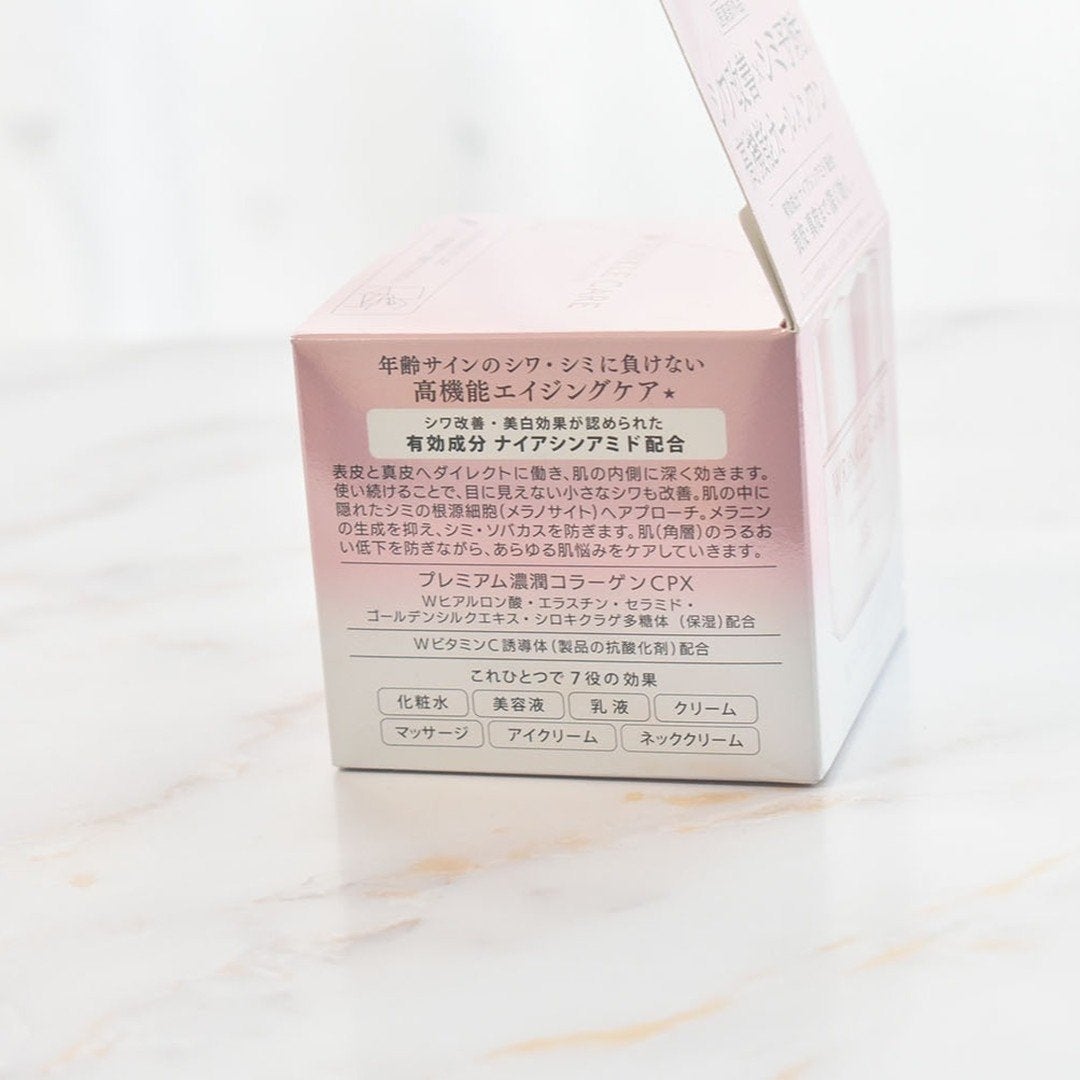 年齢サインのシワ・シミに負けない
高機能エイジングケア★
シワ改善・美白効果が認められた
有効成分 ナイアシンアミド配合
表皮と真皮へダイレクトに働き、肌の内側に深く効きます。
使い続けることで、目に見えない小さなシワも改善。肌の中に
隠れたシミの根源細胞(メラノサイト)へアプローチ。メラニン
の生成を抑え、シミ・ソバカスを防ぎます。肌(角層)のうるお
い低下を防ぎながら、あらゆる肌悩みをケアしていきます。
プレミアム濃潤コラーゲンCPX
Wヒアルロン酸・エラスチン・セラミド・
ゴールデンシルクエキス・シロキクラゲ多糖体(保湿)配合
WビタミンC誘導体(製品の抗酸化剤)配合
これひとつで7役の効果
化粧水 美容液 乳液 クリーム
マッサージ アイクリーム ネッククリーム